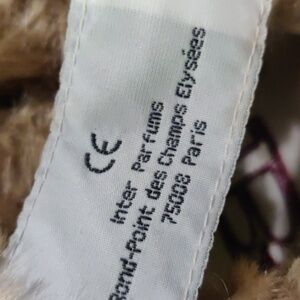 CE
Inter Parfums
Rond-Point des Champs Elysées
75008 Paris